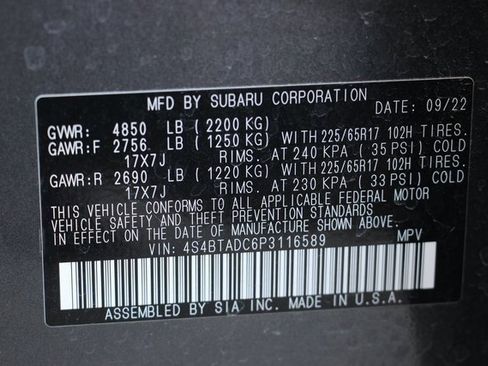 MFD BY SUBARU CORPORATION DATE: 09/22
GVWR: 4850 LB (2200 KG)
GAWR:F 2756 LB (1250 KG) WITH 225/65R17 102H TIRES.
17X7J RIMS. AT 240 KPA (35 PSI) COLD
GAWR:R 2690 LB (1220 KG) WITH 225/65R17 102H TIRES.
17X7J RIMS. AT 230 KPA (33 PSI) COLD
THIS VEHICLE CONFORMS TO ALL APPLICABLE FEDERAL MOTOR
VEHICLE SAFETY AND THEFT PREVENTION STANDARDS
IN EFFECT ON THE DATE OF MANUFACTURE SHOWN ABOVE.
VIN: 4S4BTADC6P3116589 MPV
ASSEMBLED BY SIA INC. MADE IN U.S.A.